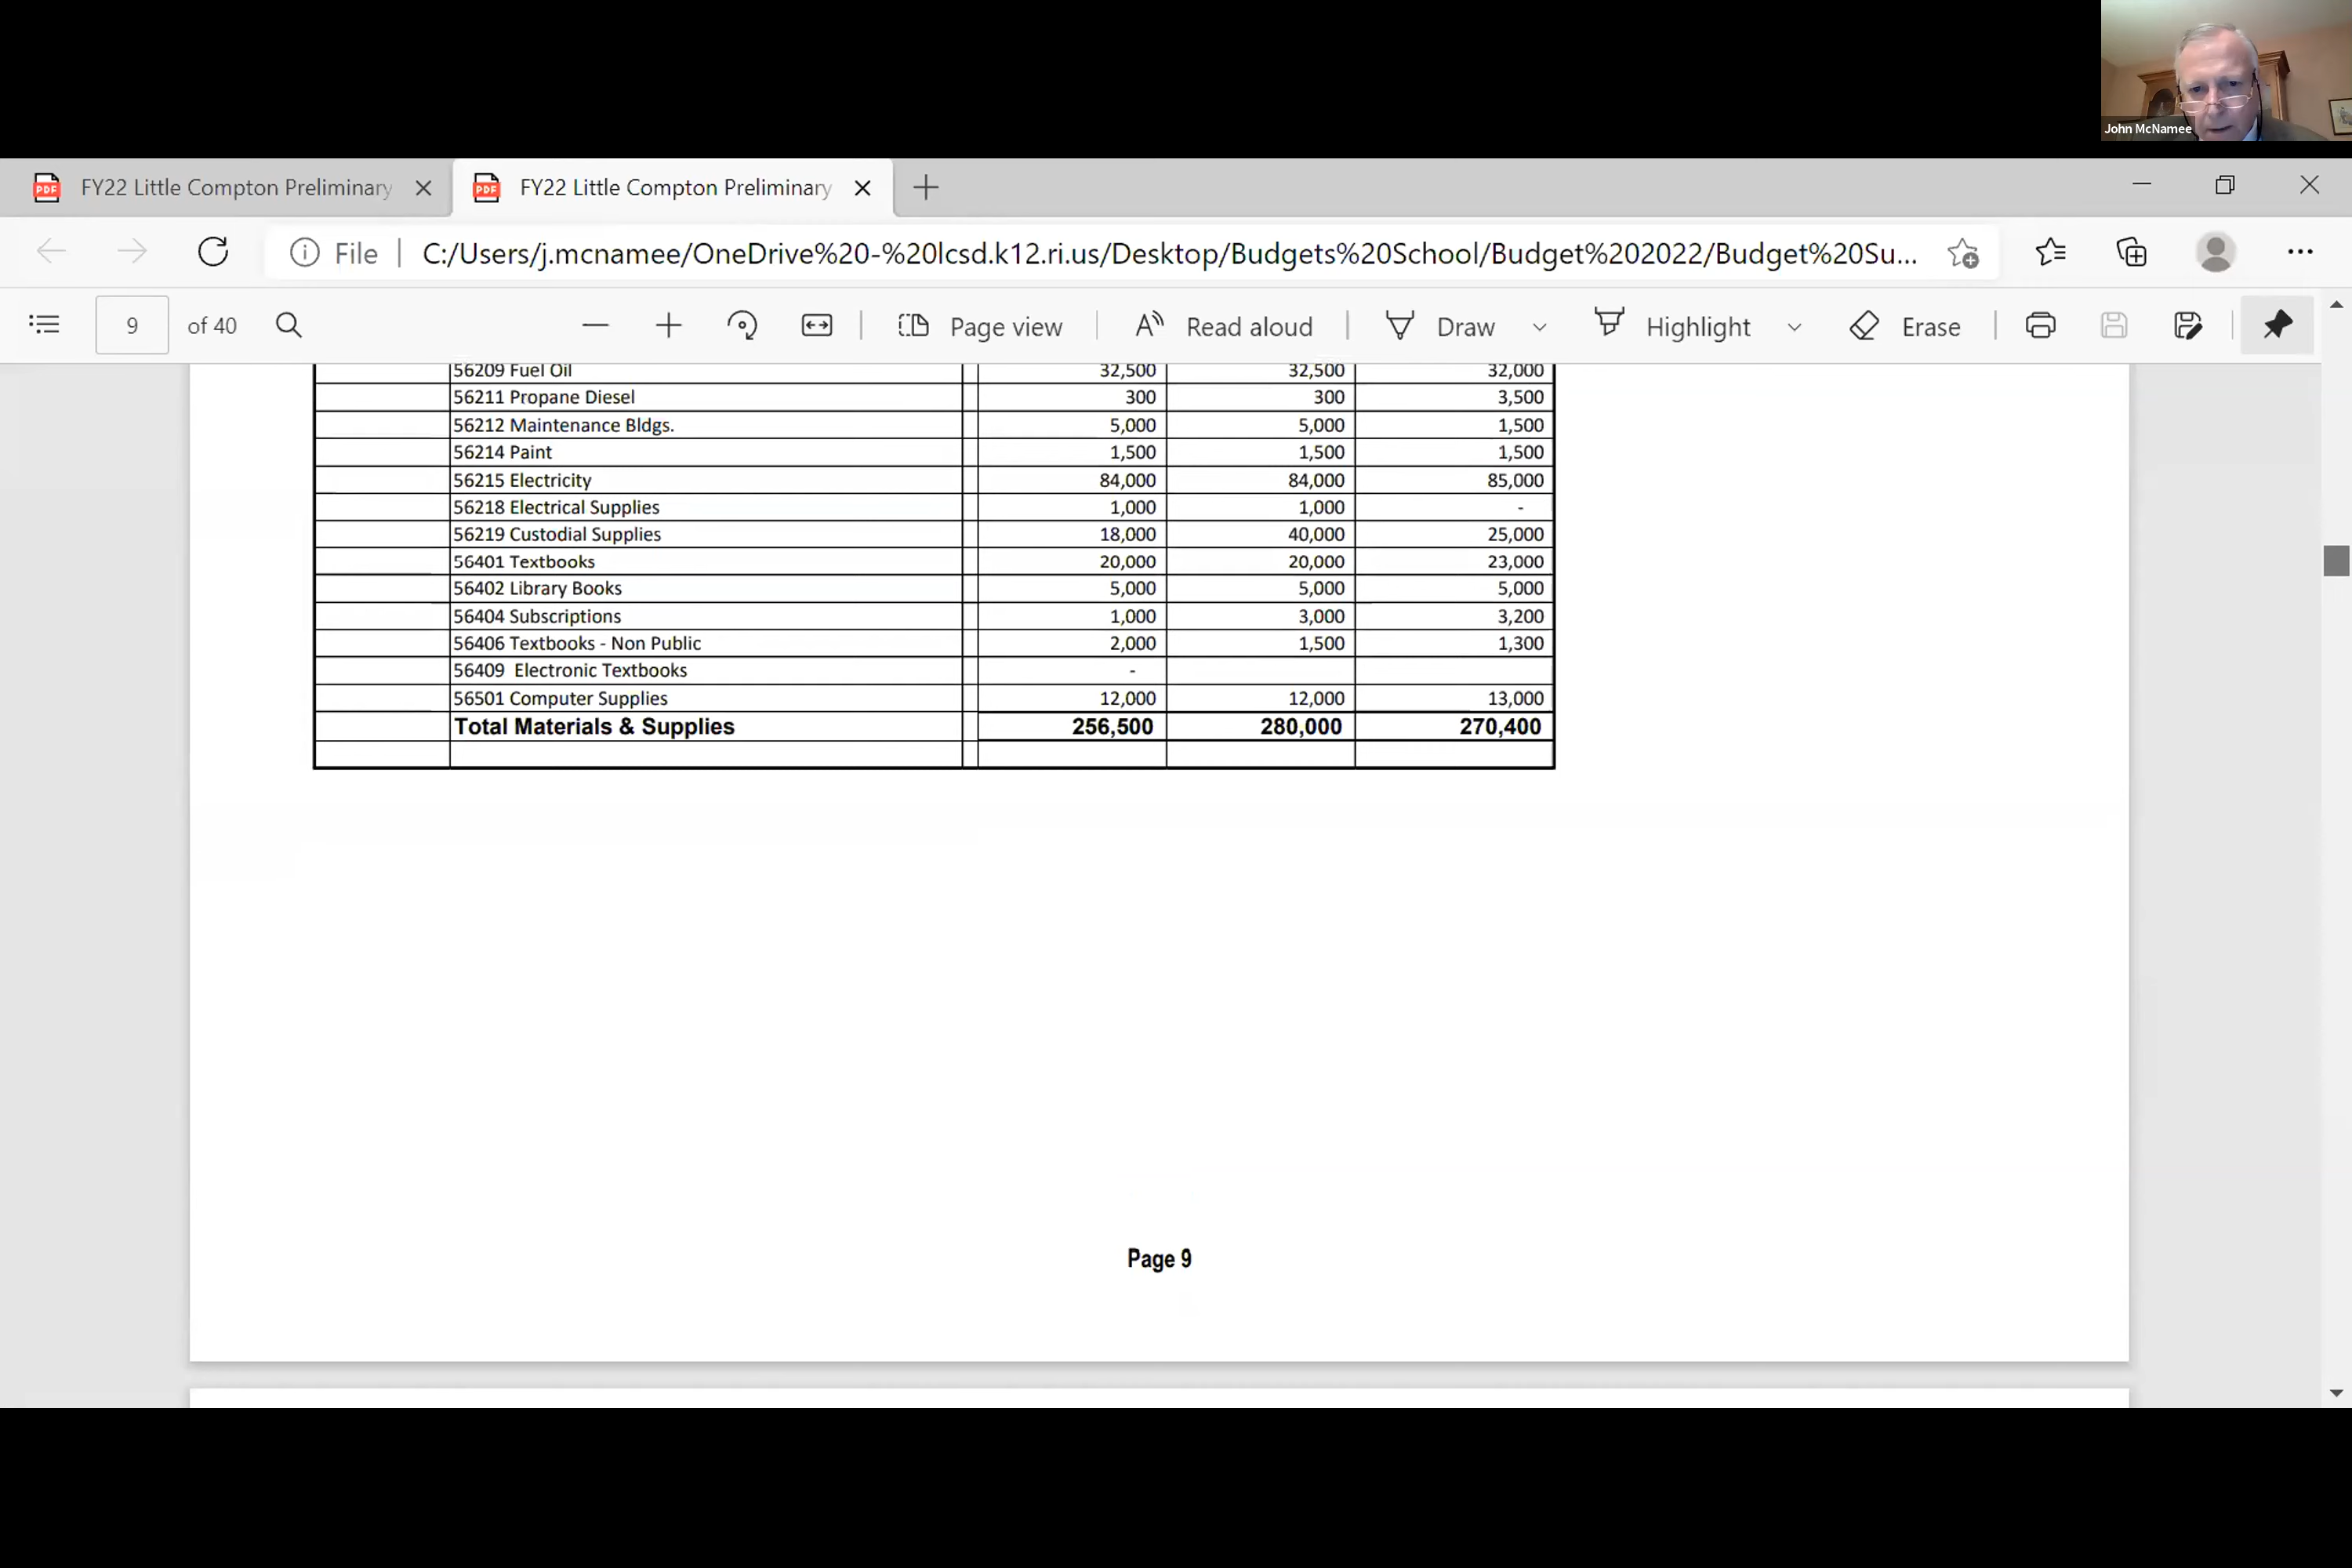 John McNamee
PDF FY22 Little Compton Preliminary
PDF FY22 Little Compton Preliminary
File C:/Users/j.mcnamee/OneDrive%20-%20lcsd.k12.ri.us/Desktop/Budgets%20School/Budget%202022/Budget%20Su...
9 of 40 Page view Read aloud Draw Highlight Erase
56209 Fuel Oil 32,500 32,500 32,000
56211 Propane Diesel 300 300 3,500
56212 Maintenance Bldgs. 5,000 5,000 1,500
56214 Paint 1,500 1,500 1,500
56215 Electricity 84,000 84,000 85,000
56218 Electrical Supplies 1,000 1,000 -
56219 Custodial Supplies 18,000 40,000 25,000
56401 Textbooks 20,000 20,000 23,000
56402 Library Books 5,000 5,000 5,000
56404 Subscriptions 1,000 3,000 3,200
56406 Textbooks - Non Public 2,000 1,500 1,300
56409 Electronic Textbooks -
56501 Computer Supplies 12,000 12,000 13,000
Total Materials & Supplies 256,500 280,000 270,400
Page 9